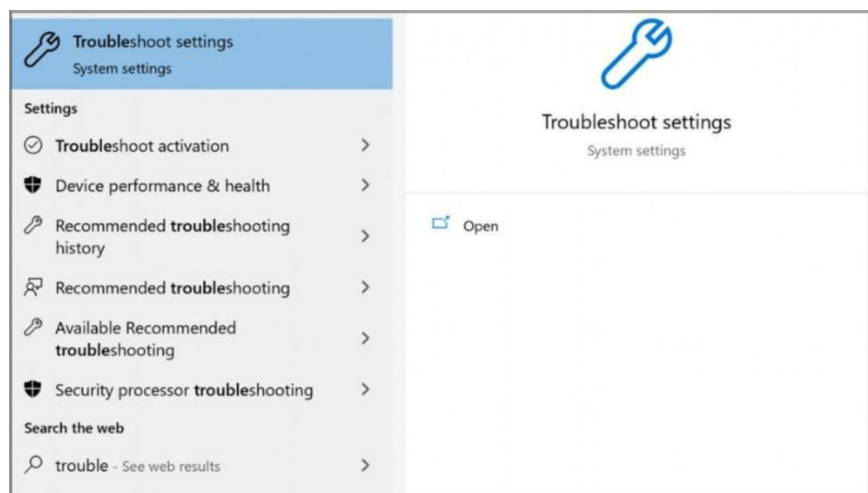 Troubleshoot settings
System settings
Settings
Troubleshoot activation
Device performance & health
Recommended troubleshooting
history
Recommended troubleshooting
Available Recommended
troubleshooting
Security processor troubleshooting
Search the web
trouble - See web results
Troubleshoot settings
System settings
Open